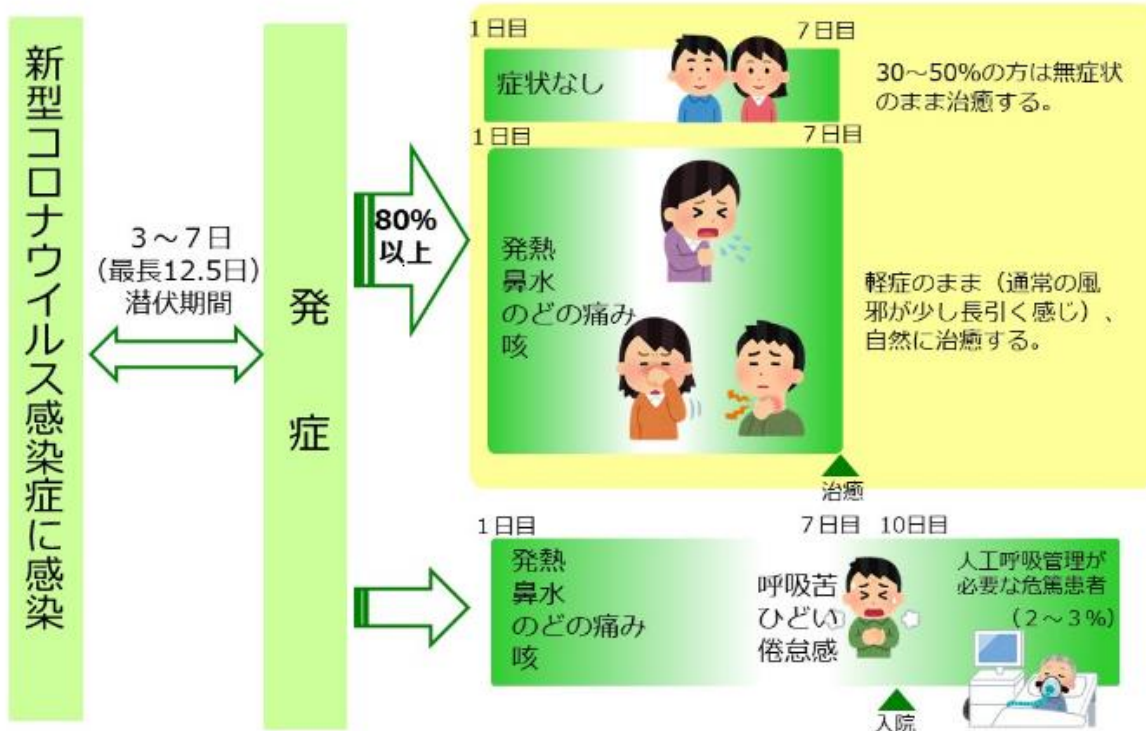 新型コロナウイルス感染症に感染
3～7日
（最長12.5日）
潜伏期間
発症
80%
以上
1日目
7日目
症状なし
30～50%の方は無症状
のまま治癒する。
1日目
7日目
発熱
鼻水
のどの痛み
咳
軽症のまま（通常の風
邪が少し長引く感じ）、
自然に治癒する。
治癒
1日目
7日目 10日目
発熱
鼻水
のどの痛み
咳
呼吸苦
ひどい
倦怠感
人工呼吸管理が
必要な危篤患者
（2～3%）
入院